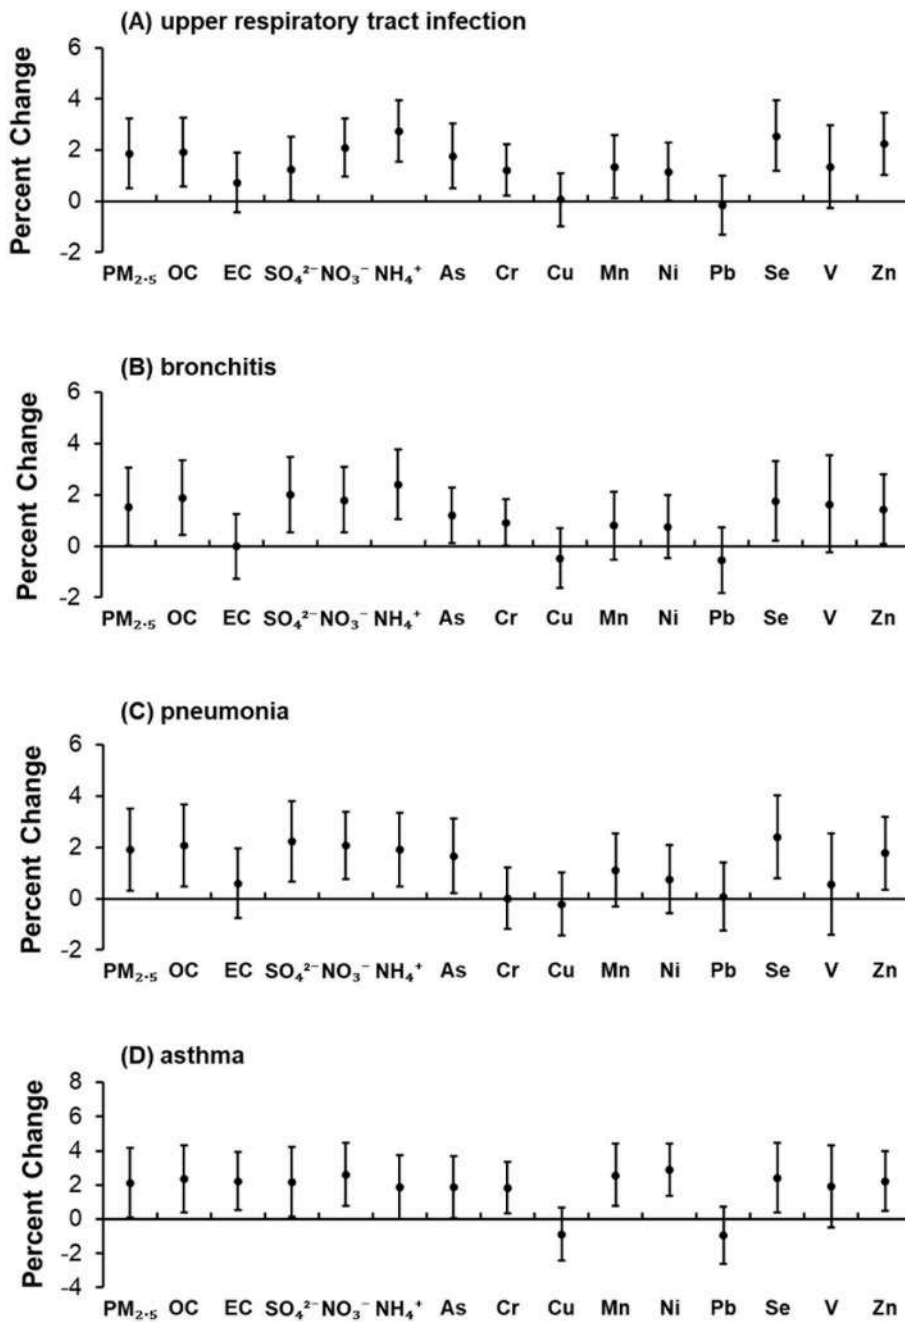 (A) upper respiratory tract infection
Percent Change
6
4
2
0
-2
PM₂.₅ OC EC SO₄²⁻ NO₃⁻ NH₄⁺ As Cr Cu Mn Ni Pb Se V Zn
(B) bronchitis
Percent Change
6
4
2
0
-2
PM₂.₅ OC EC SO₄²⁻ NO₃⁻ NH₄⁺ As Cr Cu Mn Ni Pb Se V Zn
(C) pneumonia
Percent Change
6
4
2
0
-2
PM₂.₅ OC EC SO₄²⁻ NO₃⁻ NH₄⁺ As Cr Cu Mn Ni Pb Se V Zn
(D) asthma
Percent Change
8
6
4
2
0
-2
-4
PM₂.₅ OC EC SO₄²⁻ NO₃⁻ NH₄⁺ As Cr Cu Mn Ni Pb Se V Zn